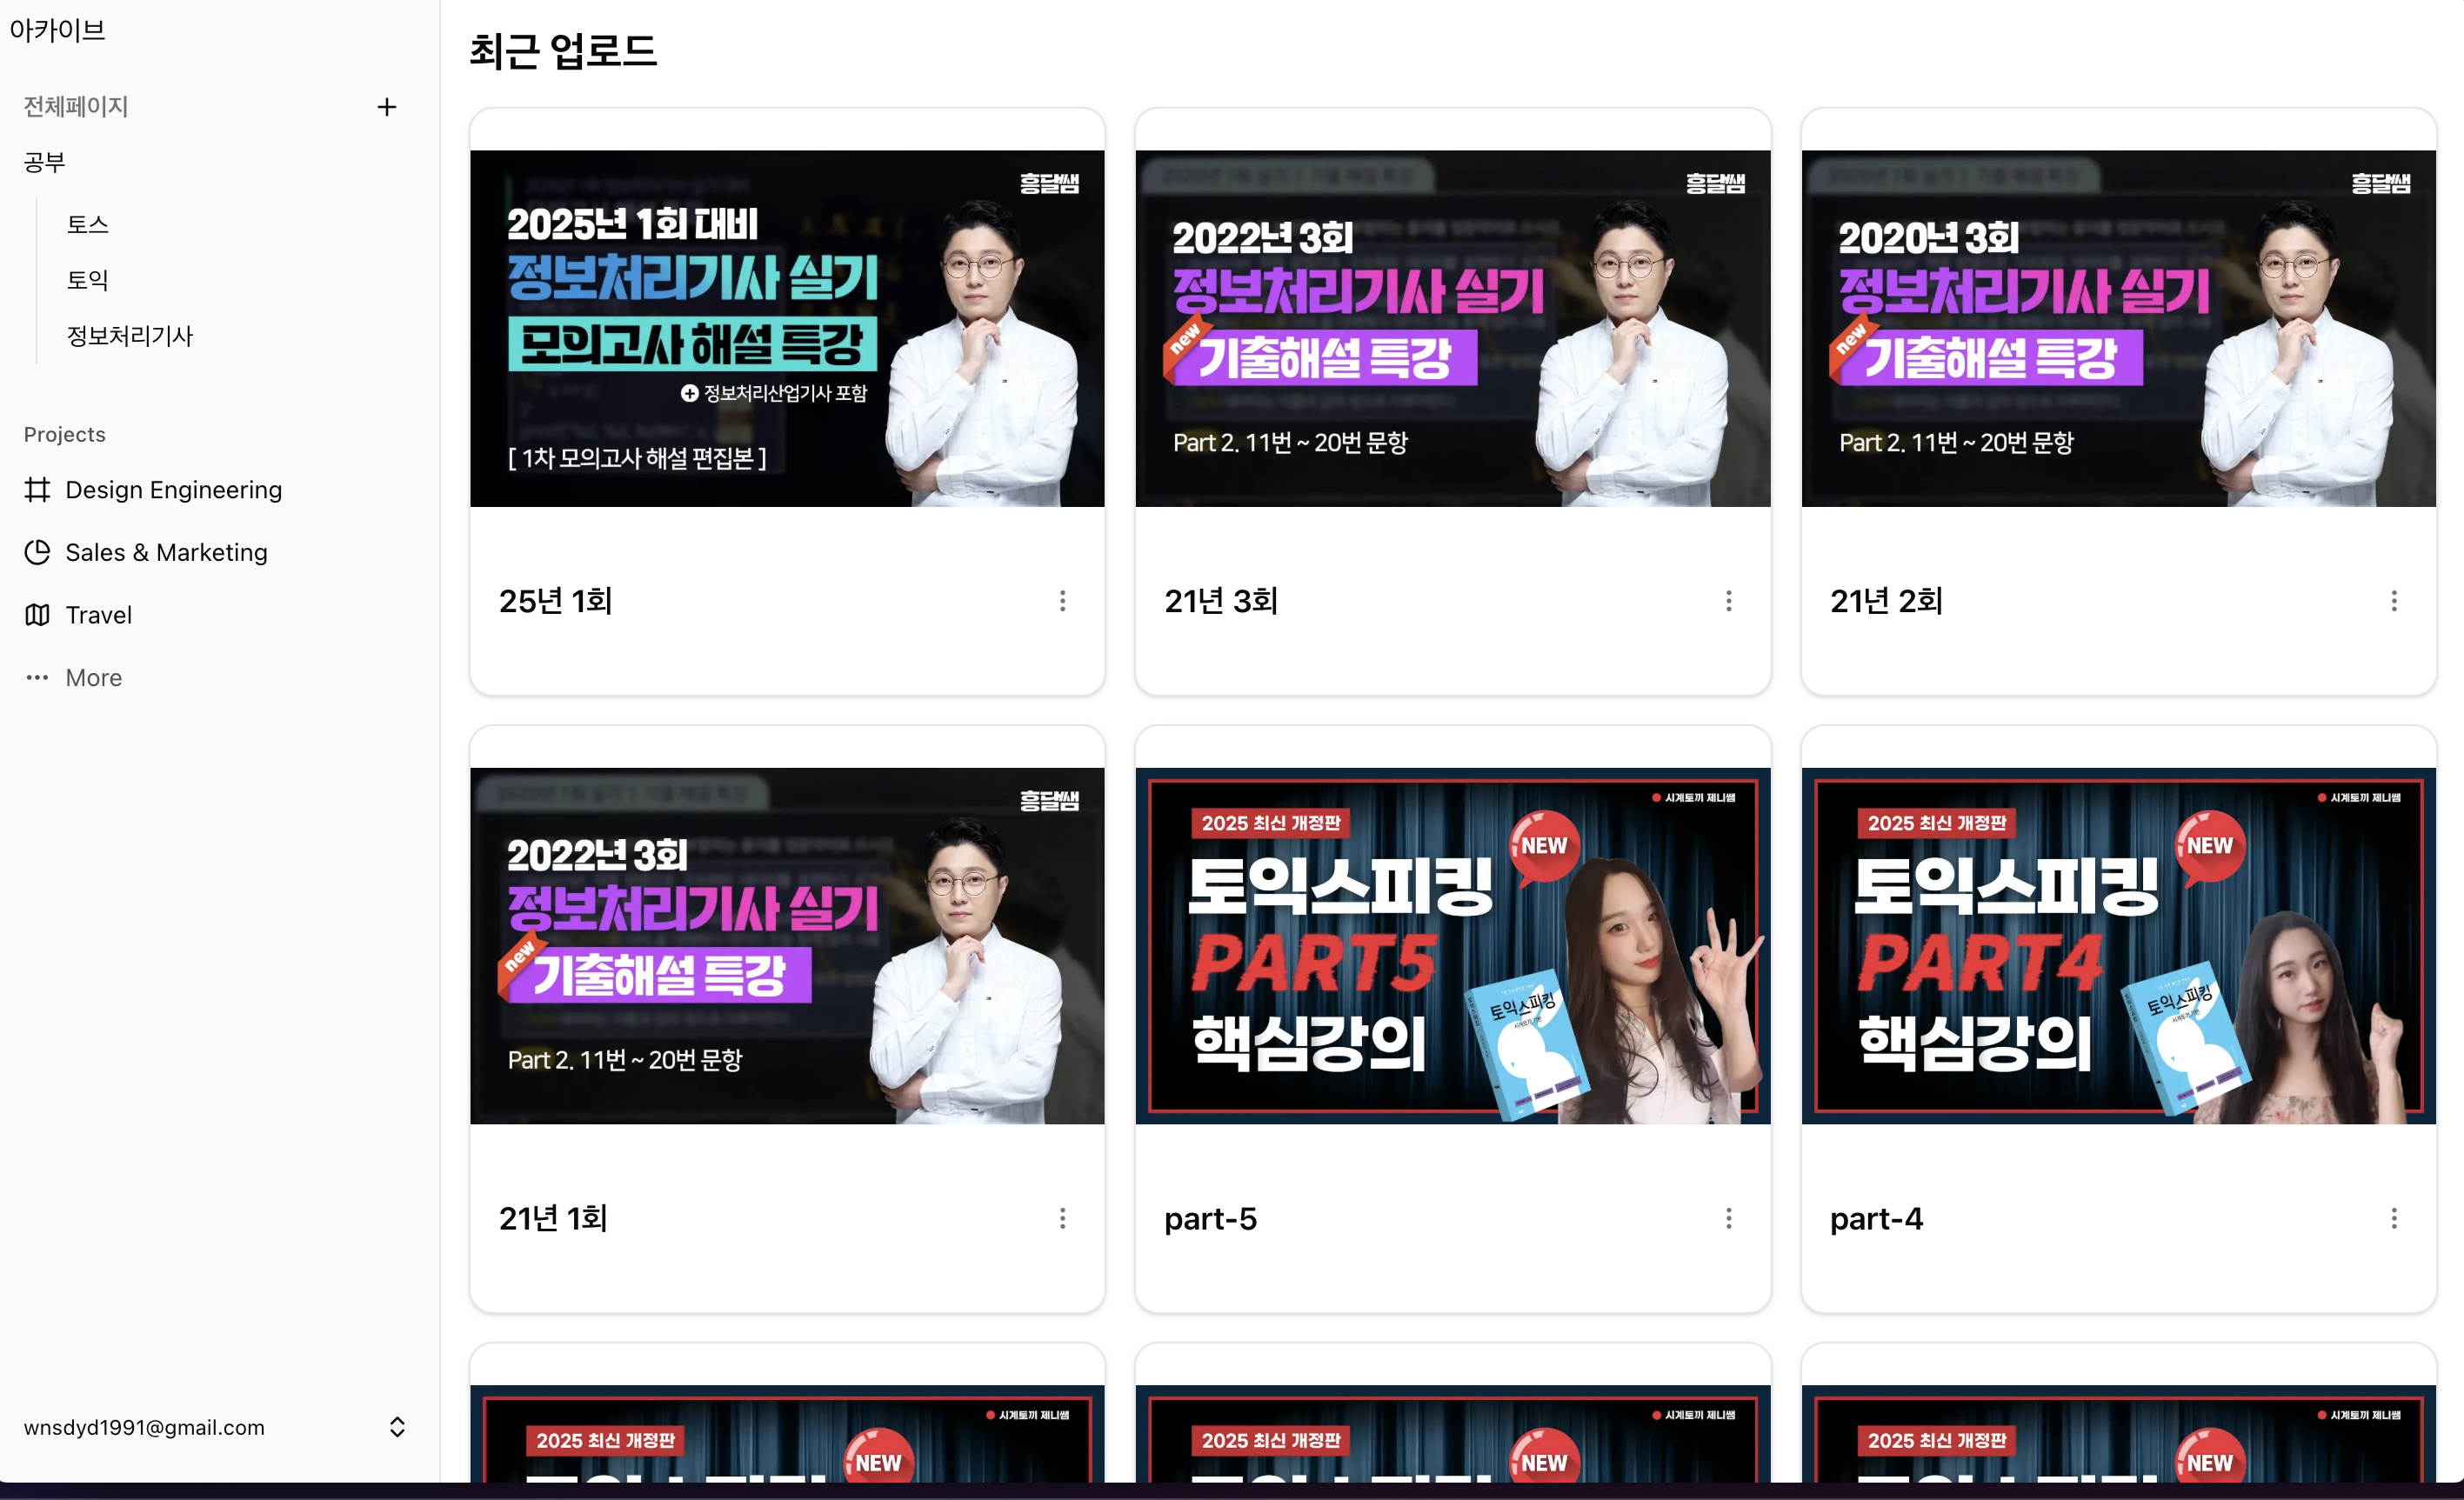 아카이브
전체페이지
공부
토스
토익
정보처리기사
Projects
Design Engineering
Sales & Marketing
Travel
More
wnsdyd1991@gmail.com
최근 업로드
흥달쌤
2025년 1회 대비
정보처리기사 실기
모의고사 해설 특강
정보처리산업기사 포함
[ 1차 모의고사 해설 편집본 ]
25년 1회
흥달쌤
2022년 3회
정보처리기사 실기
new
기출해설 특강
Part 2. 11번 ~ 20번 문항
21년 3회
흥달쌤
2020년 3회
정보처리기사 실기
new
기출해설 특강
Part 2. 11번 ~ 20번 문항
21년 2회
흥달쌤
2022년 3회
정보처리기사 실기
new
기출해설 특강
Part 2. 11번 ~ 20번 문항
21년 1회
시계토끼 제니쌤
2025 최신 개정판
NEW
토익스피킹
PART5
핵심강의
토익스피킹
part-5
시계토끼 제니쌤
2025 최신 개정판
NEW
토익스피킹
PART4
핵심강의
토익스피킹
part-4
시계토끼 제니쌤
2025 최신 개정판
NEW
시계토끼 제니쌤
2025 최신 개정판
NEW
시계토끼 제니쌤
2025 최신 개정판
NEW